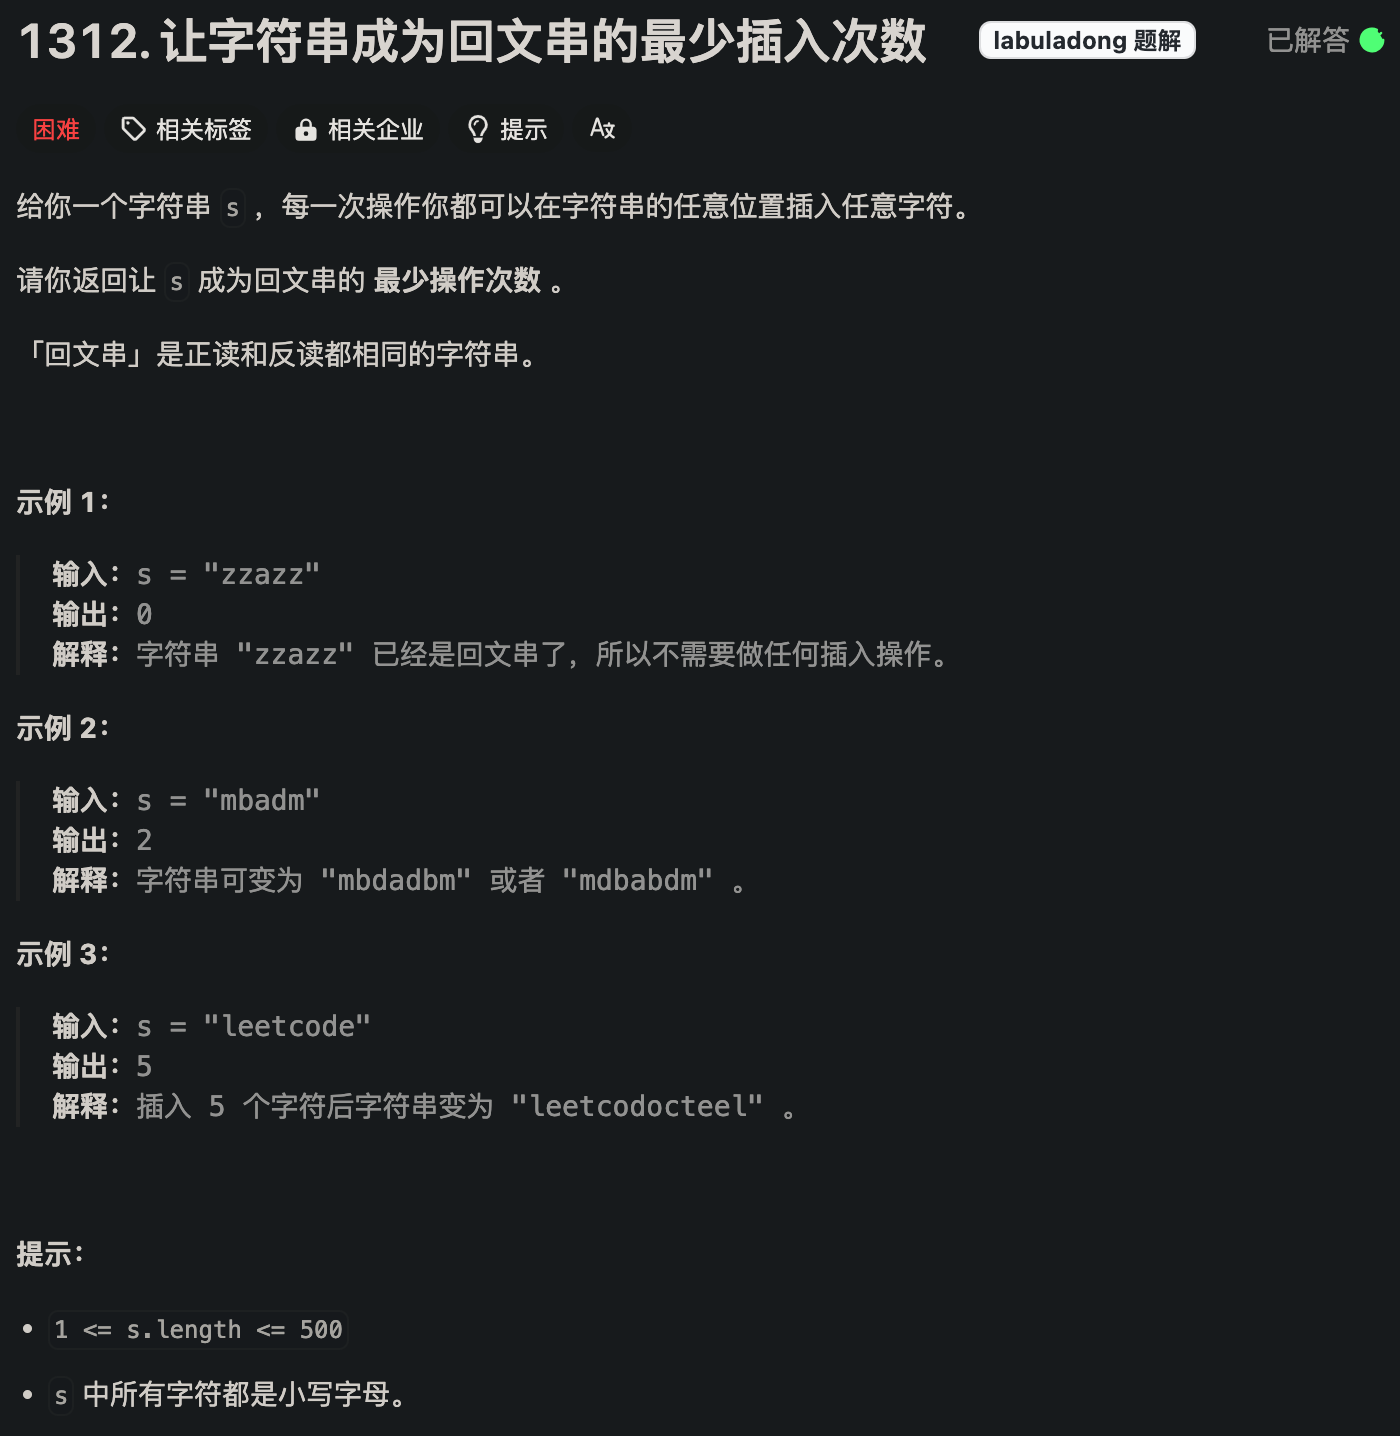 1312. 让字符串成为回文串的最少插入次数 labuladong 题解 已解答
困难 相关标签 相关企业 提示 A文
给你一个字符串 s ，每一次操作你都可以在字符串的任意位置插入任意字符。
请你返回让 s 成为回文串的 最少操作次数 。
「回文串」是正读和反读都相同的字符串。
示例 1：
输入：s = "zzazz"
输出：0
解释：字符串 "zzazz" 已经是回文串了，所以不需要做任何插入操作。
示例 2：
输入：s = "mbadm"
输出：2
解释：字符串可变为 "mbdadbm" 或者 "mdbabdm" 。
示例 3：
输入：s = "leetcode"
输出：5
解释：插入 5 个字符后字符串变为 "leetcodocteel" 。
提示：
• 1 <= s.length <= 500
• s 中所有字符都是小写字母。